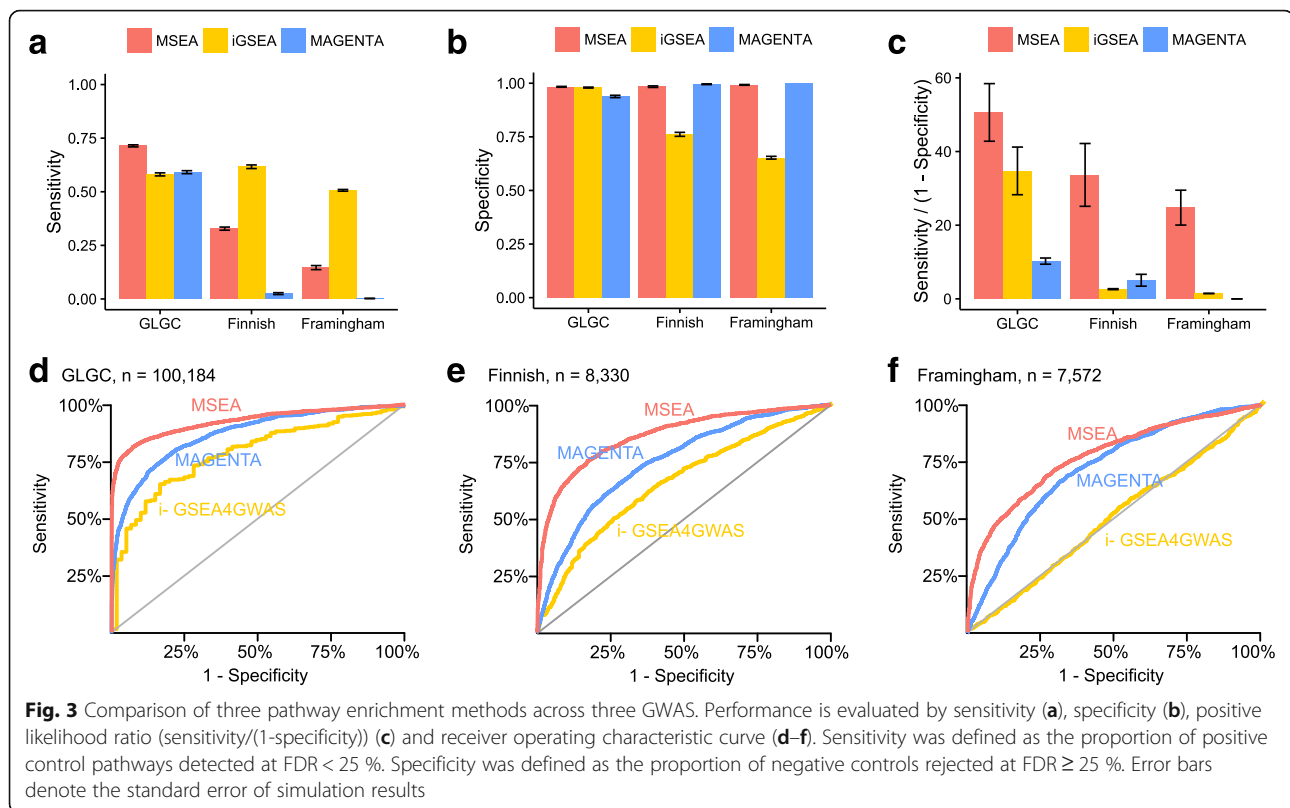 a
MSEA iGSEA MAGENTA
Sensitivity
1.00
0.75
0.50
0.25
0.00
GLGC Finnish Framingham
b
MSEA iGSEA MAGENTA
Specificity
1.00
0.75
0.50
0.25
0.00
GLGC Finnish Framingham
c
MSEA iGSEA MAGENTA
Sensitivity / (1 - Specificity)
60
40
20
0
GLGC Finnish Framingham
d GLGC, n = 100,184
Sensitivity
100%
75%
50%
25%
MSEA
MAGENTA
i- GSEA4GWAS
25% 50% 75% 100%
1 - Specificity
e Finnish, n = 8,330
Sensitivity
100%
75%
50%
25%
MSEA
MAGENTA
i- GSEA4GWAS
25% 50% 75% 100%
1 - Specificity
f Framingham, n = 7,572
Sensitivity
100%
75%
50%
25%
MSEA
MAGENTA
i- GSEA4GWAS
25% 50% 75% 100%
1 - Specificity
Fig. 3 Comparison of three pathway enrichment methods across three GWAS. Performance is evaluated by sensitivity (a), specificity (b), positive
likelihood ratio (sensitivity/(1-specificity)) (c) and receiver operating characteristic curve (d–f). Sensitivity was defined as the proportion of positive
control pathways detected at FDR < 25 %. Specificity was defined as the proportion of negative controls rejected at FDR ≥ 25 %. Error bars
denote the standard error of simulation results